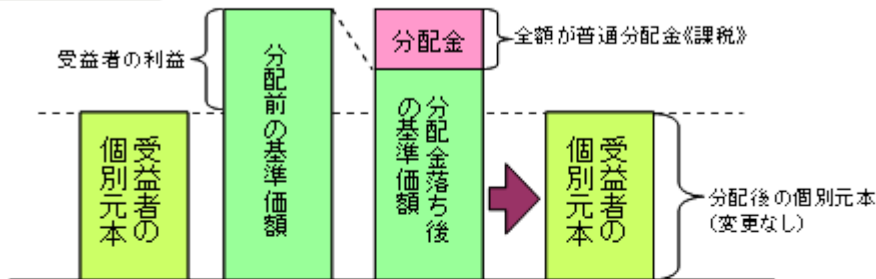 受益者の利益
分配前の基準価額
分配金
全額が普通分配金《課税》
分配金落ち後
の基準価額
受益者の
個別元本
受益者の
個別元本
分配後の個別元本
(変更なし)